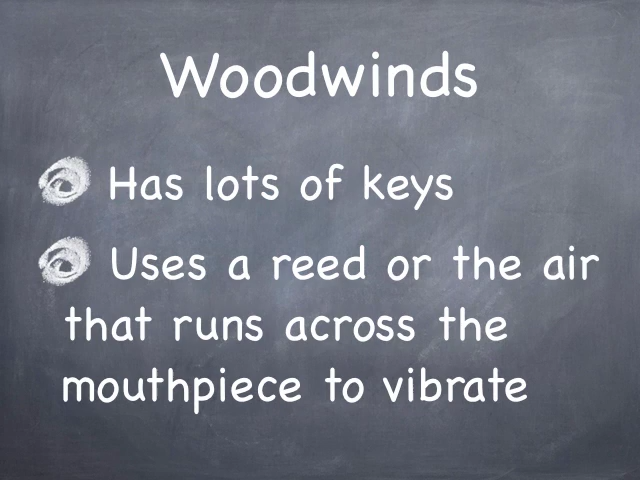 Woodwinds
Has lots of keys
Uses a reed or the air
that runs across the
mouthpiece to vibrate